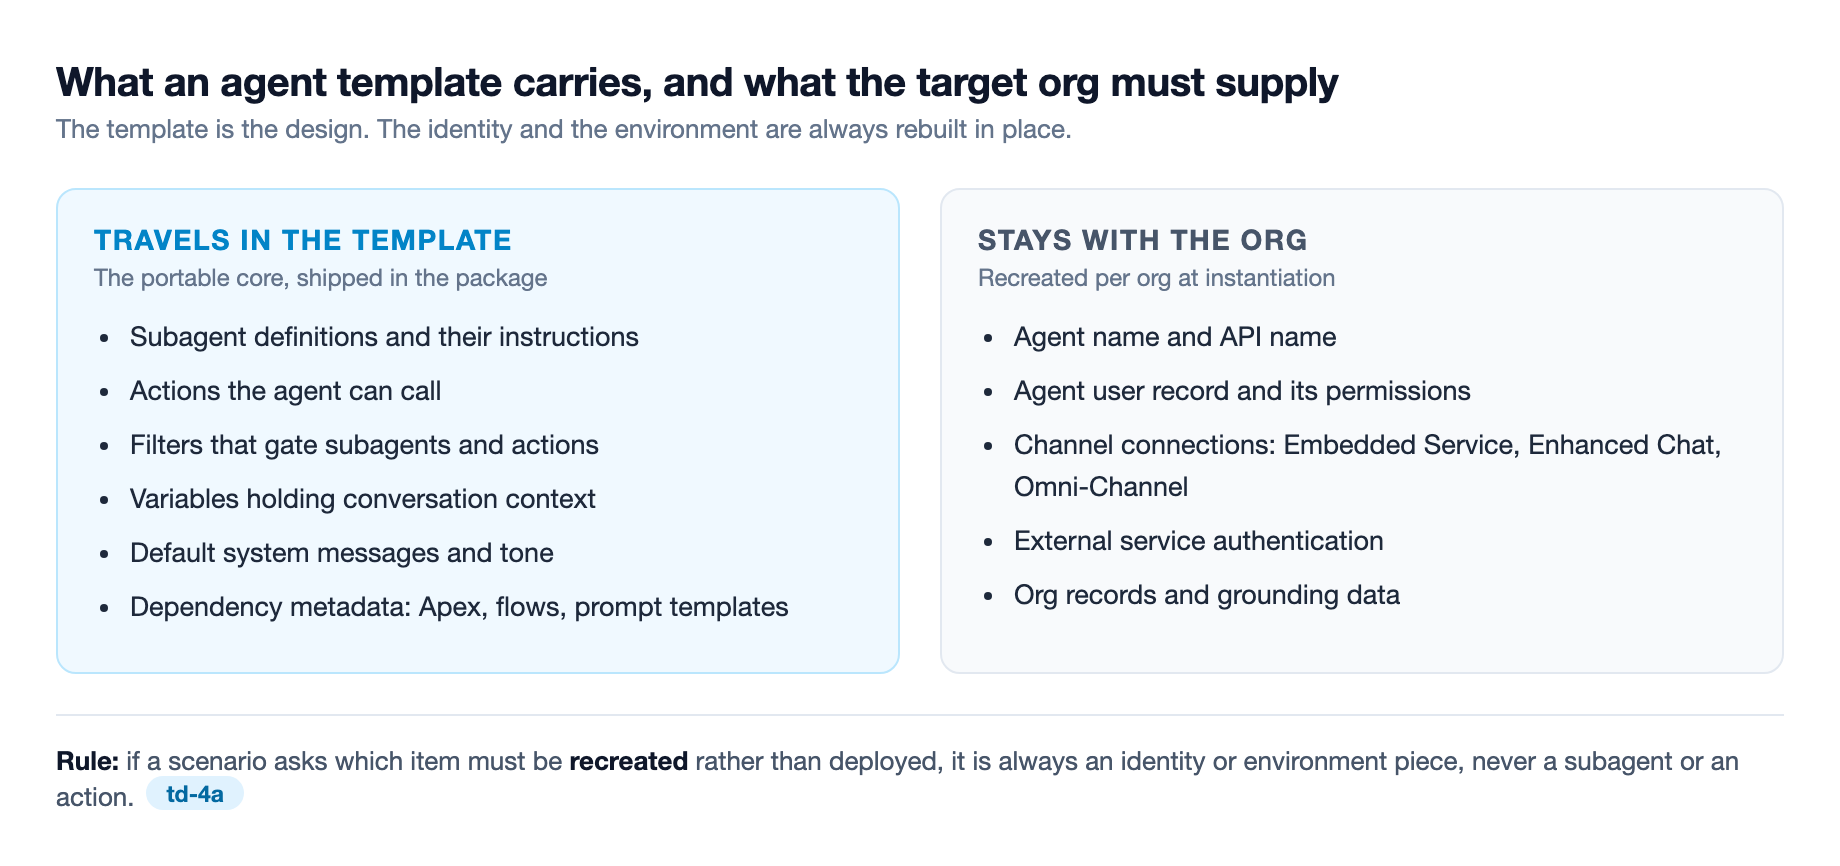 What an agent template carries, and what the target org must supply
The template is the design. The identity and the environment are always rebuilt in place.
TRAVELS IN THE TEMPLATE
The portable core, shipped in the package
• Subagent definitions and their instructions
• Actions the agent can call
• Filters that gate subagents and actions
• Variables holding conversation context
• Default system messages and tone
• Dependency metadata: Apex, flows, prompt templates
STAYS WITH THE ORG
Recreated per org at instantiation
• Agent name and API name
• Agent user record and its permissions
• Channel connections: Embedded Service, Enhanced Chat,
Omni-Channel
• External service authentication
• Org records and grounding data
Rule: if a scenario asks which item must be recreated rather than deployed, it is always an identity or environment piece, never a subagent or an
action. td-4a